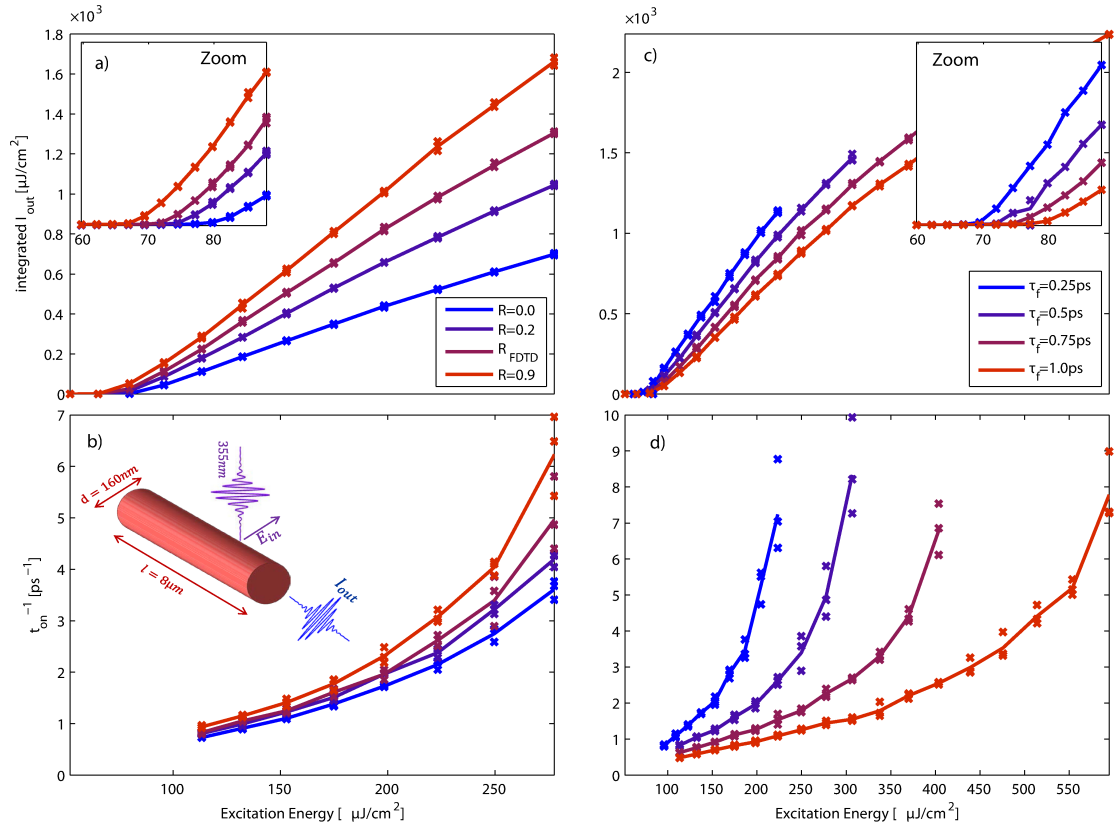 ×10³
a)
Zoom
1.8
1.6
1.4
1.2
1
0.8
0.6
0.4
0.2
0
integrated I_out [μJ/cm²]
60 70 80
R=0.0
R=0.2
R_FDTD
R=0.9
×10³
c)
Zoom
2
1.5
1
0.5
0
60 70 80
τ_f=0.25ps
τ_f=0.5ps
τ_f=0.75ps
τ_f=1.0ps
b)
7
6
5
4
3
2
1
0
t_on⁻¹ [ps⁻¹]
d = 160nm
l = 8μm
355nm
E_in
I_out
100 150 200 250
Excitation Energy [ μJ/cm²]
d)
10
9
8
7
6
5
4
3
2
1
0
100 150 200 250 300 350 400 450 500 550
Excitation Energy [ μJ/cm²]